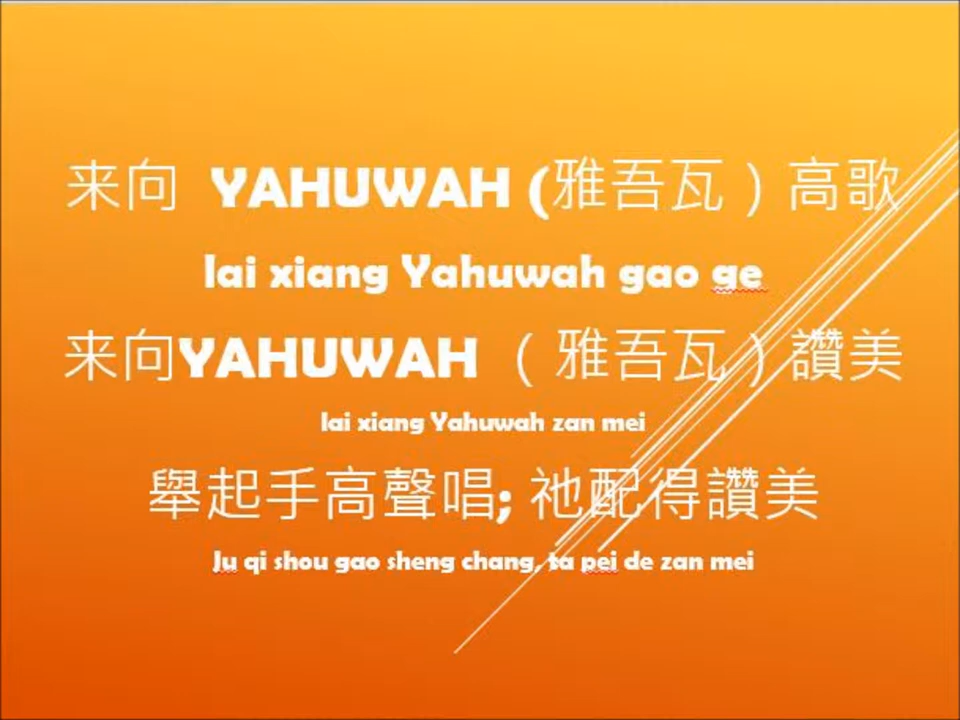 来向 YAHUWAH (雅吾瓦）高歌
lai xiang Yahuwah gao ge
来向YAHUWAH （雅吾瓦）讚美
lai xiang Yahuwah zan mei
舉起手高聲唱; 祂配得讚美
Ju qi shou gao sheng chang, ta pei de zan mei